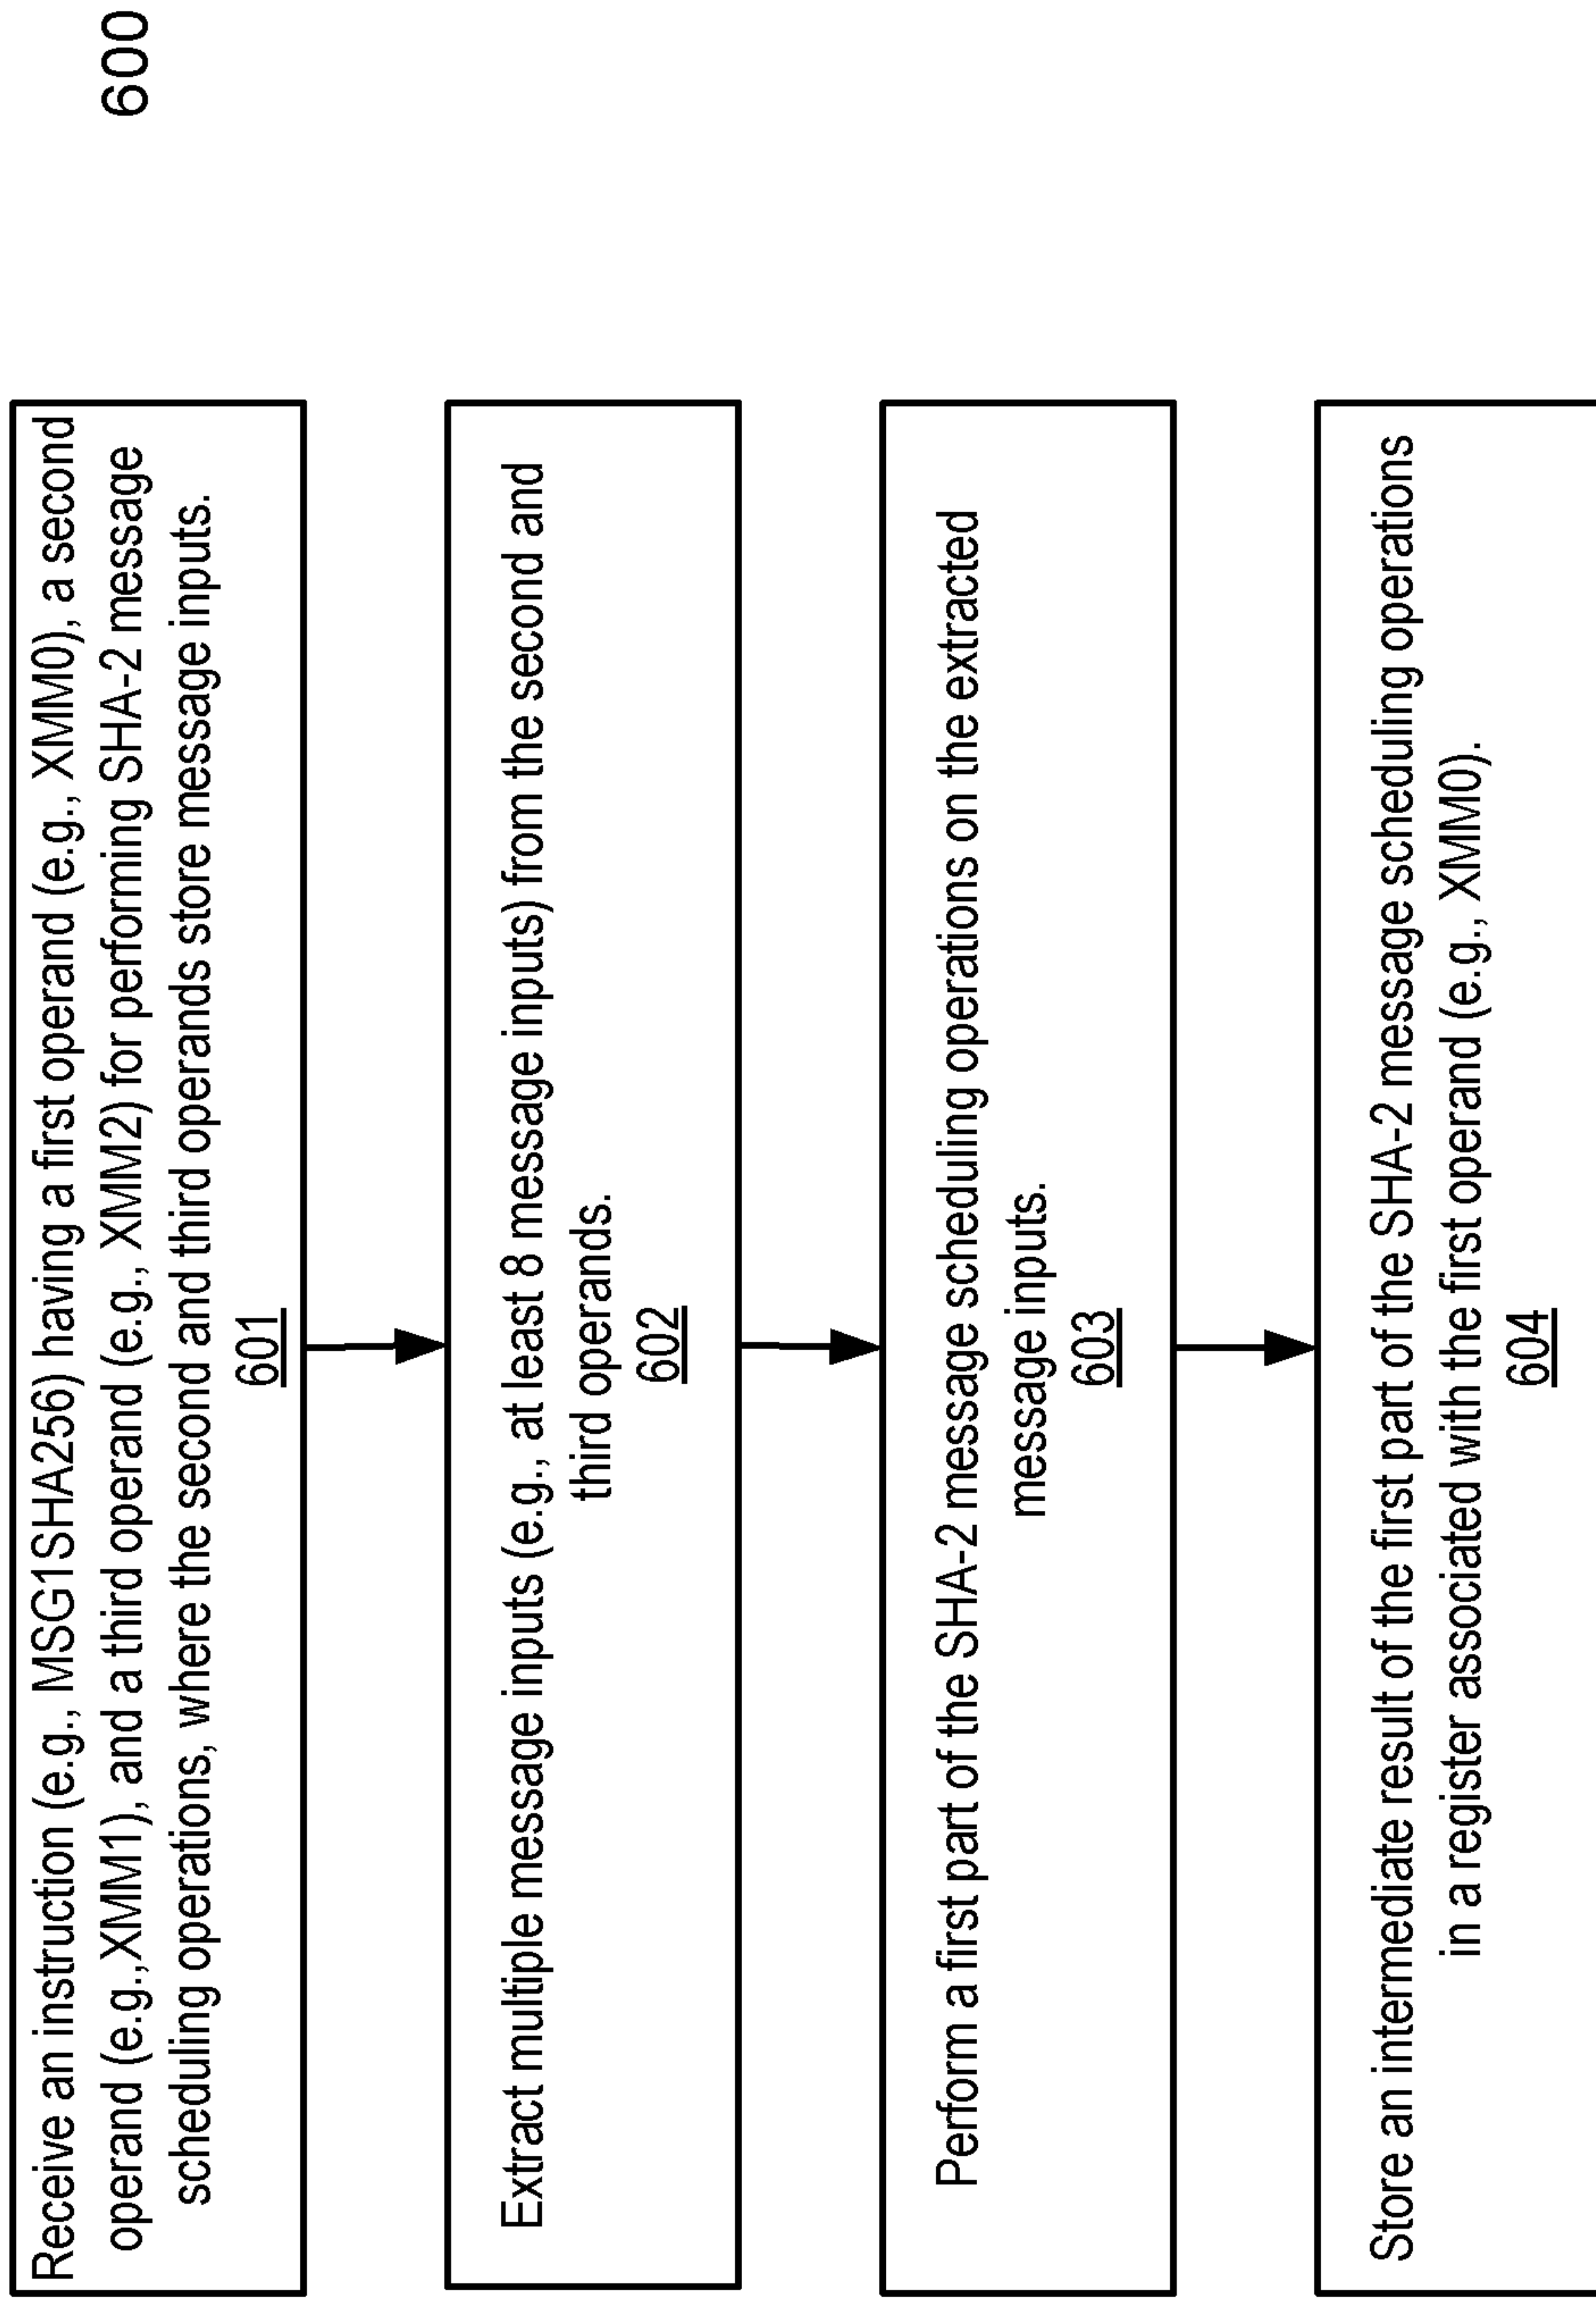 600
Receive an instruction (e.g., MSG1SHA256) having a first operand (e.g., XMM0), a second
operand (e.g.,XMM1), and a third operand (e.g., XMM2) for performing SHA-2 message
scheduling operations, where the second and third operands store message inputs.
601
Extract multiple message inputs (e.g., at least 8 message inputs) from the second and
third operands.
602
Perform a first part of the SHA-2 message scheduling operations on the extracted
message inputs.
603
Store an intermediate result of the first part of the SHA-2 message scheduling operations
in a register associated with the first operand (e.g., XMM0).
604